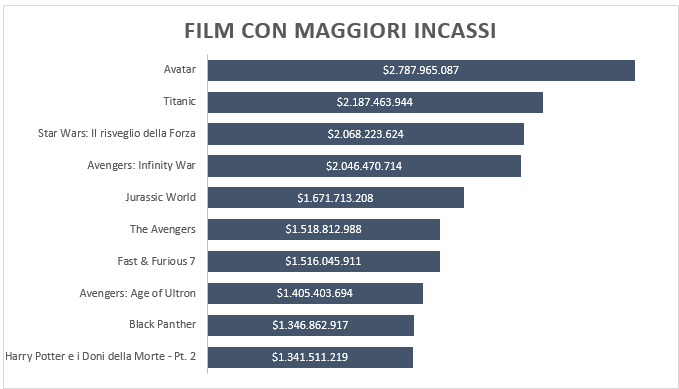 FILM CON MAGGIORI INCASSI
Avatar $2.787.965.087
Titanic $2.187.463.944
Star Wars: Il risveglio della Forza $2.068.223.624
Avengers: Infinity War $2.046.470.714
Jurassic World $1.671.713.208
The Avengers $1.518.812.988
Fast & Furious 7 $1.516.045.911
Avengers: Age of Ultron $1.405.403.694
Black Panther $1.346.862.917
Harry Potter e i Doni della Morte - Pt. 2 $1.341.511.219